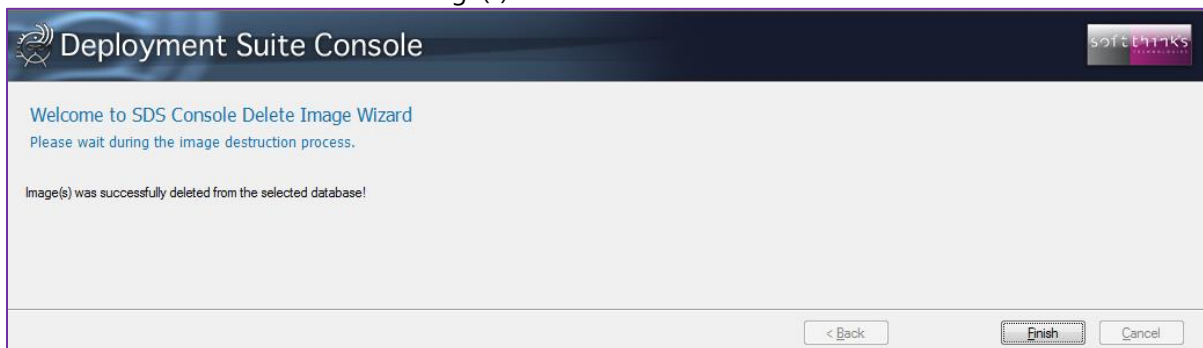 Deployment Suite Console
softthinks
Welcome to SDS Console Delete Image Wizard
Please wait during the image destruction process.
Image(s) was successfully deleted from the selected database!
< Back
Finish
Cancel